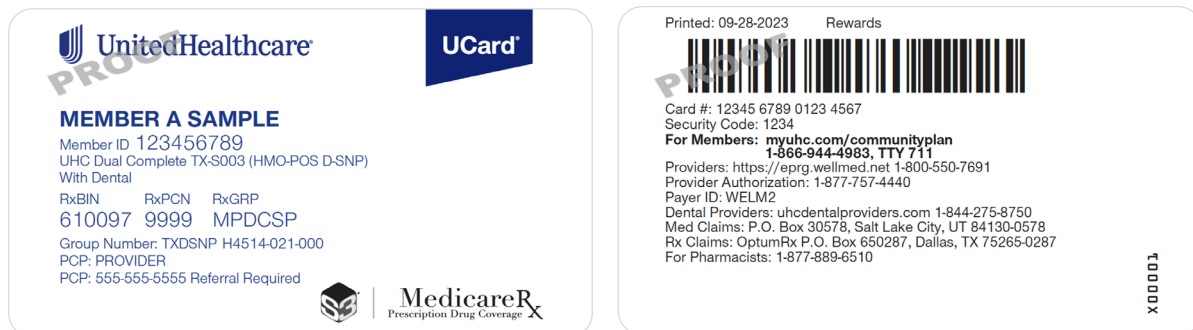 UnitedHealthcare®
UCard®
PROOF
MEMBER A SAMPLE
Member ID 123456789
UHC Dual Complete TX-S003 (HMO-POS D-SNP)
With Dental
RxBIN RxPCN RxGRP
610097 9999 MPDCSP
Group Number: TXDSNP H4514-021-000
PCP: PROVIDER
PCP: 555-555-5555 Referral Required
S3
MedicareRx
Prescription Drug Coverage
Printed: 09-28-2023 Rewards
PROOF
Card #: 12345 6789 0123 4567
Security Code: 1234
For Members: myuhc.com/communityplan
1-866-944-4983, TTY 711
Providers: https://eprg.wellmed.net 1-800-550-7691
Provider Authorization: 1-877-757-4440
Payer ID: WELM2
Dental Providers: uhcdentalproviders.com 1-844-275-8750
Med Claims: P.O. Box 30578, Salt Lake City, UT 84130-0578
Rx Claims: OptumRx P.O. Box 650287, Dallas, TX 75265-0287
For Pharmacists: 1-877-889-6510
10000X